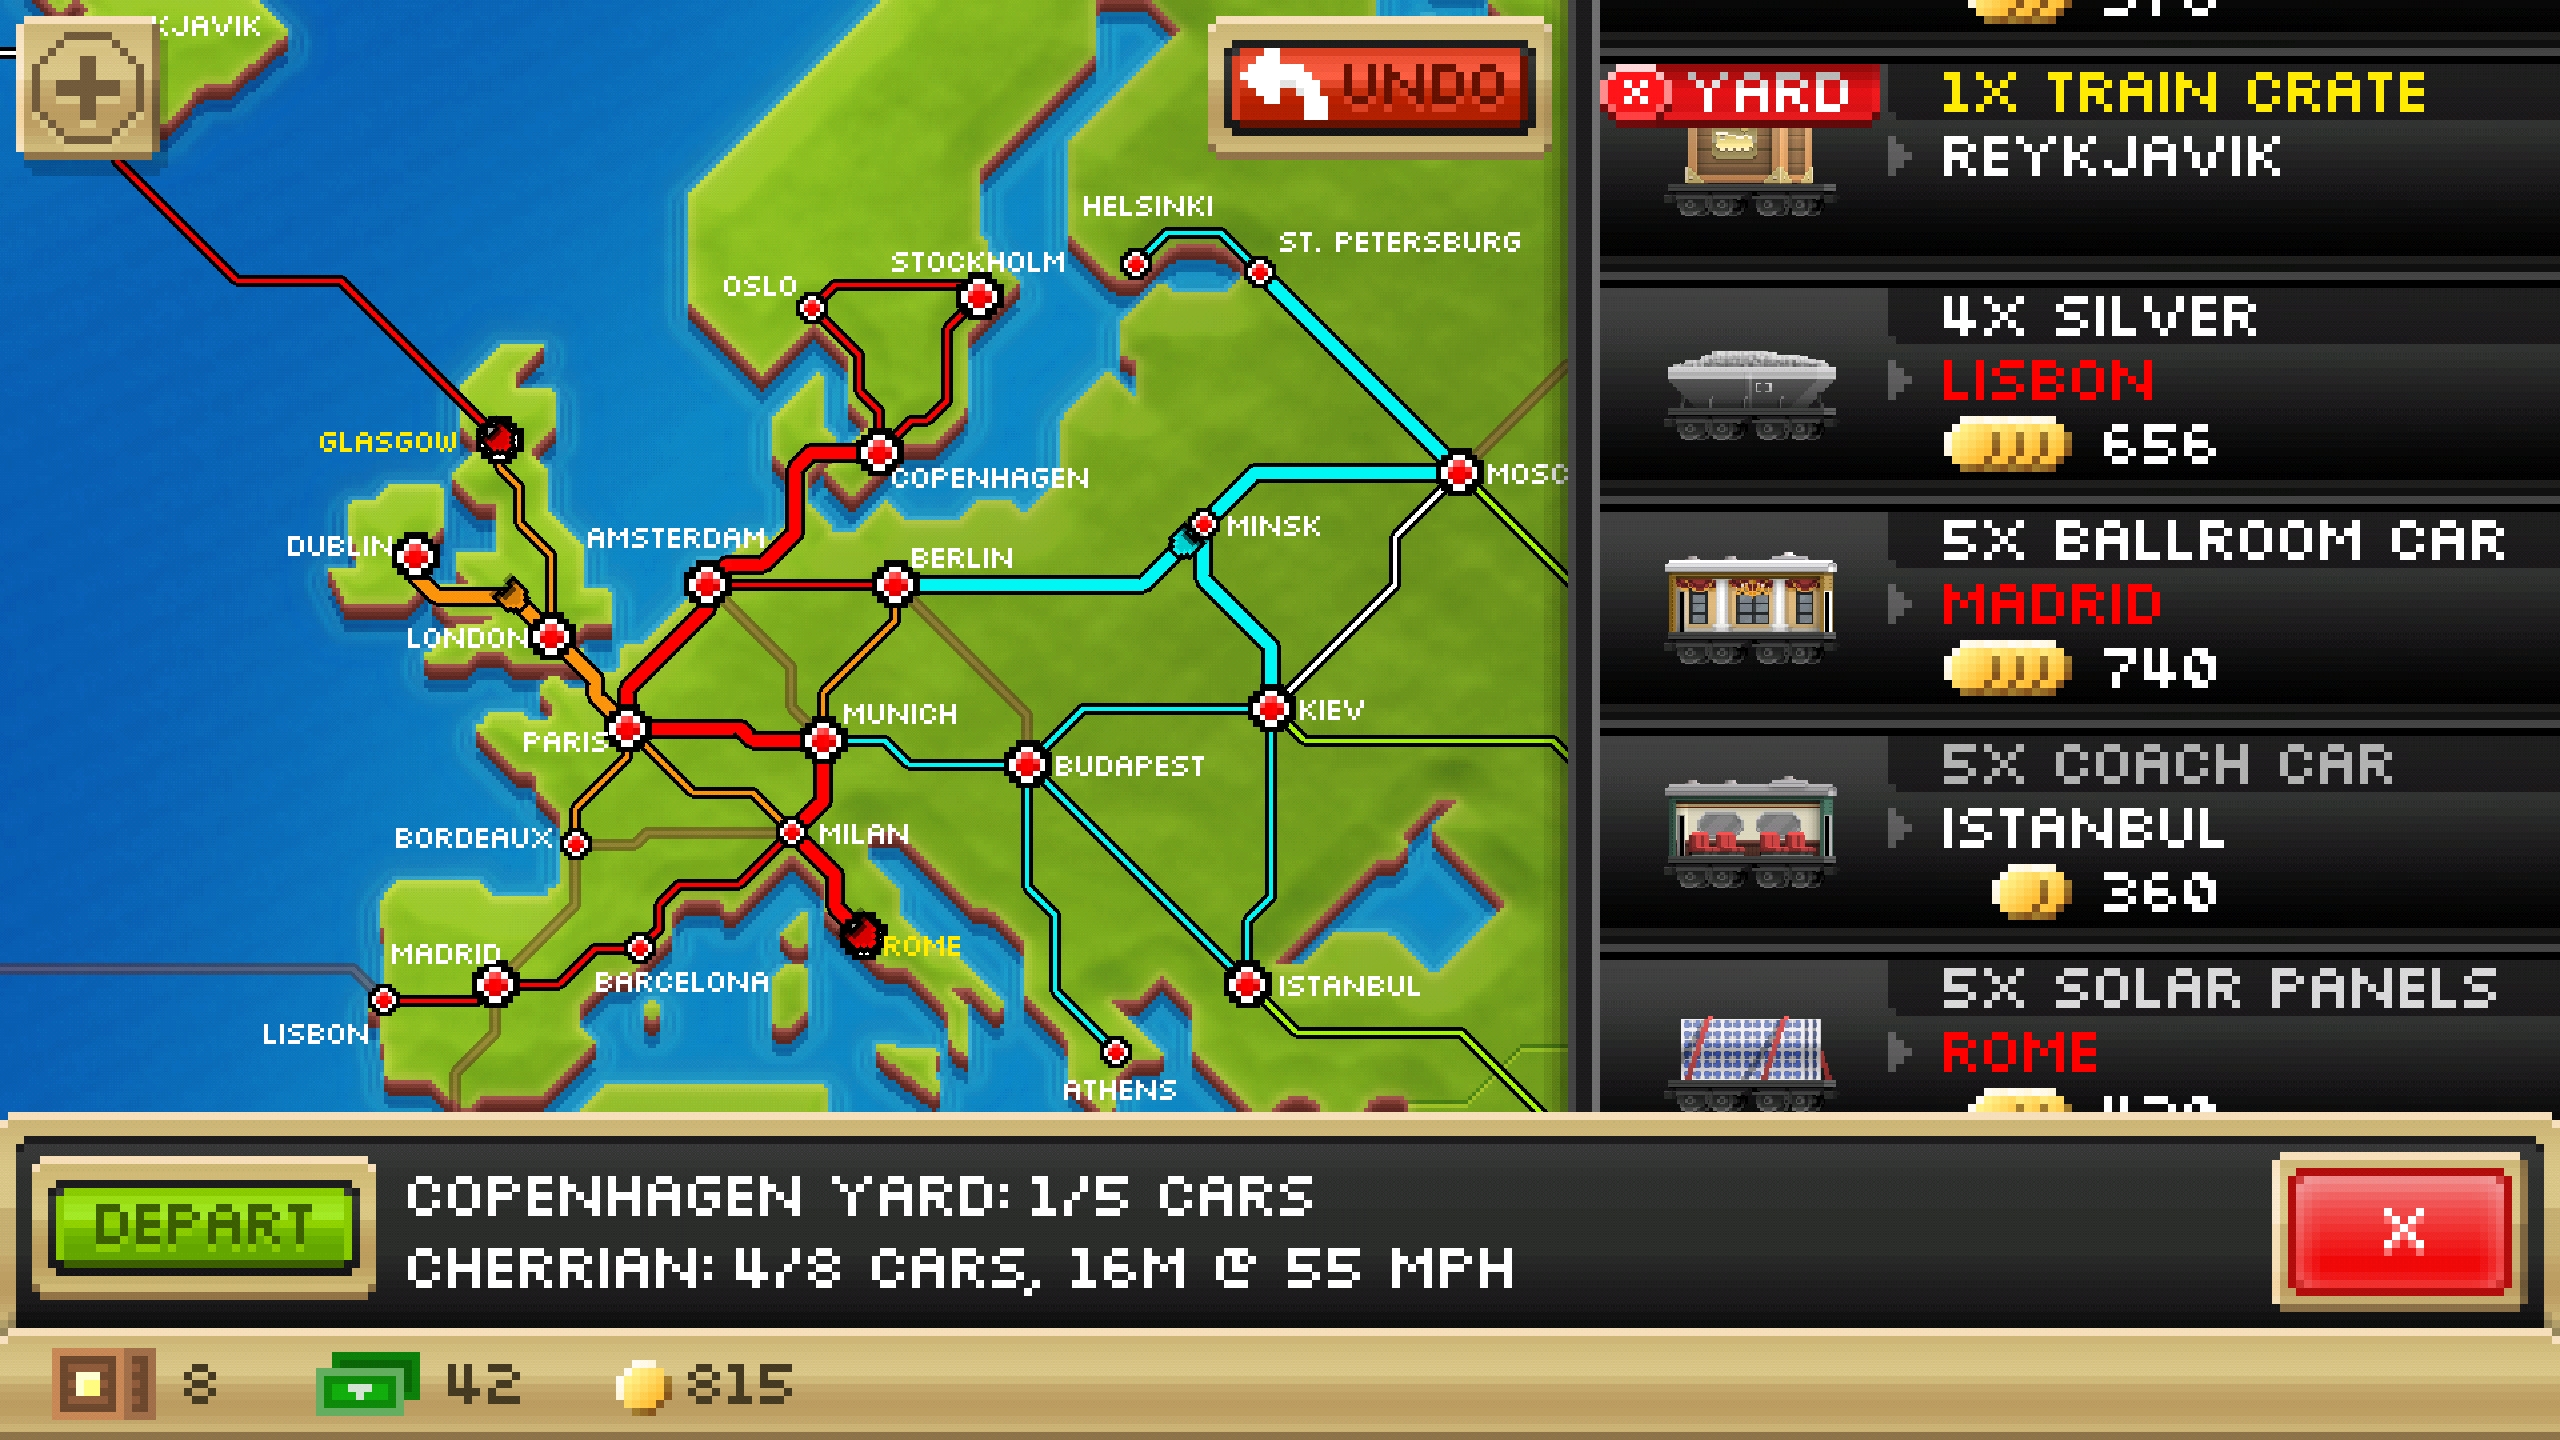 KJAVIK
UNDO
HELSINKI
ST. PETERSBURG
STOCKHOLM
OSLO
GLASGOW
COPENHAGEN
MOSC
MINSK
DUBLIN
AMSTERDAM
BERLIN
LONDON
MUNICH
KIEV
PARIS
BUDAPEST
BORDEAUX
MILAN
ROME
MADRID
BARCELONA
ISTANBUL
LISBON
ATHENS
X YARD
1X TRAIN CRATE
REYKJAVIK
4X SILVER
LISBON
656
5X BALLROOM CAR
MADRID
740
5X COACH CAR
ISTANBUL
360
5X SOLAR PANELS
ROME
DEPART
COPENHAGEN YARD: 1/5 CARS
CHERRIAN: 4/8 CARS, 16M @ 55 MPH
X
8 42 815